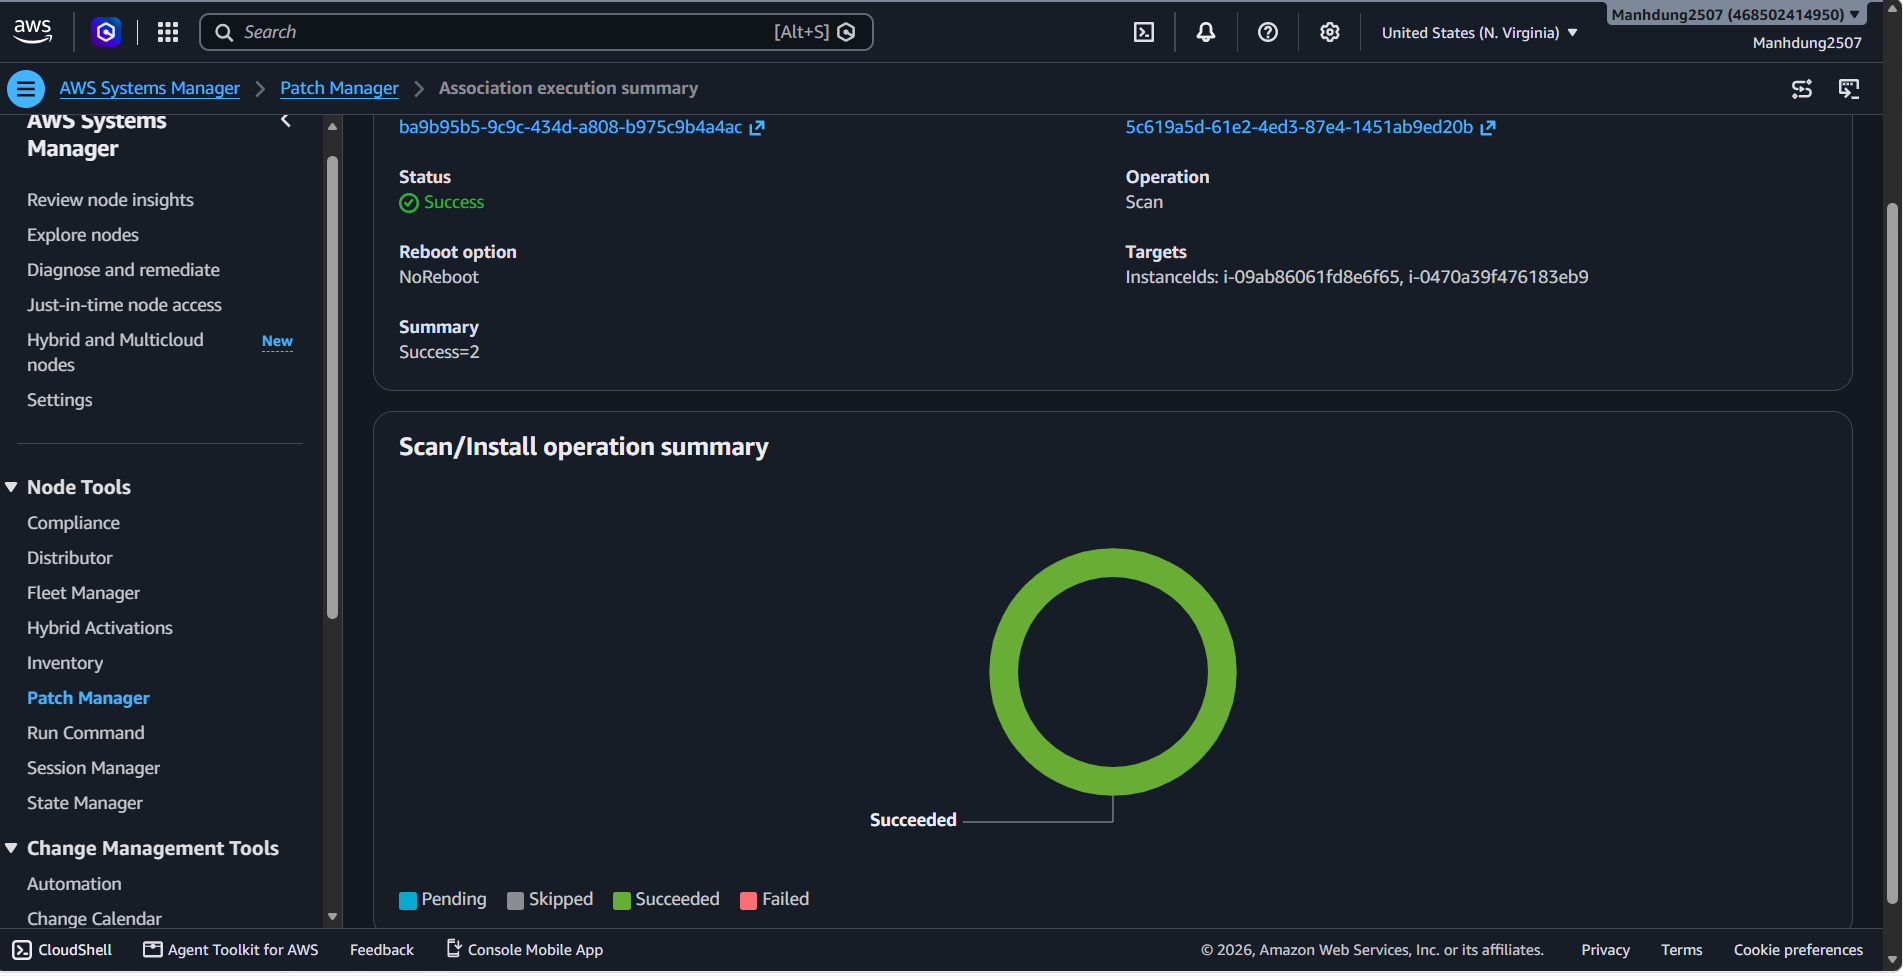 aws
Search
[Alt+S]
United States (N. Virginia)
Manhdung2507 (468502414950)
Manhdung2507
AWS Systems Manager
Patch Manager
Association execution summary
AWS Systems
Manager
Review node insights
Explore nodes
Diagnose and remediate
Just-in-time node access
Hybrid and Multicloud
nodes
New
Settings
Node Tools
Compliance
Distributor
Fleet Manager
Hybrid Activations
Inventory
Patch Manager
Run Command
Session Manager
State Manager
Change Management Tools
Automation
Change Calendar
ba9b95b5-9c9c-434d-a808-b975c9b4a4ac
5c619a5d-61e2-4ed3-87e4-1451ab9ed20b
Status
Success
Operation
Scan
Reboot option
NoReboot
Targets
InstanceIds: i-09ab86061fd8e6f65, i-0470a39f476183eb9
Summary
Success=2
Scan/Install operation summary
Succeeded
Pending
Skipped
Succeeded
Failed
CloudShell
Agent Toolkit for AWS
Feedback
Console Mobile App
© 2026, Amazon Web Services, Inc. or its affiliates.
Privacy
Terms
Cookie preferences